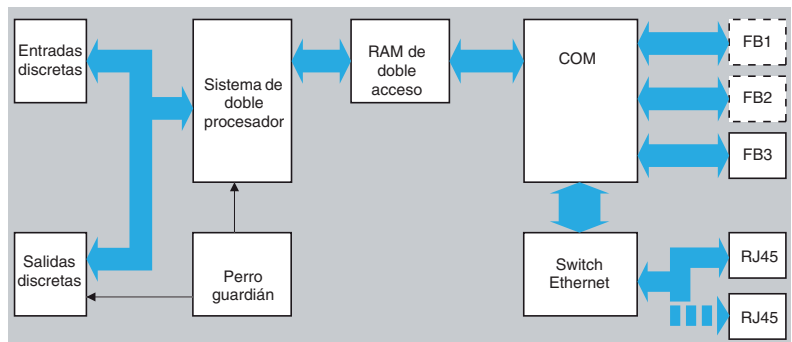 Entradas
discretas
Sistema de
doble
procesador
RAM de
doble
acceso
COM
FB1
FB2
FB3
Salidas
discretas
Perro
guardián
Switch
Ethernet
RJ45
RJ45